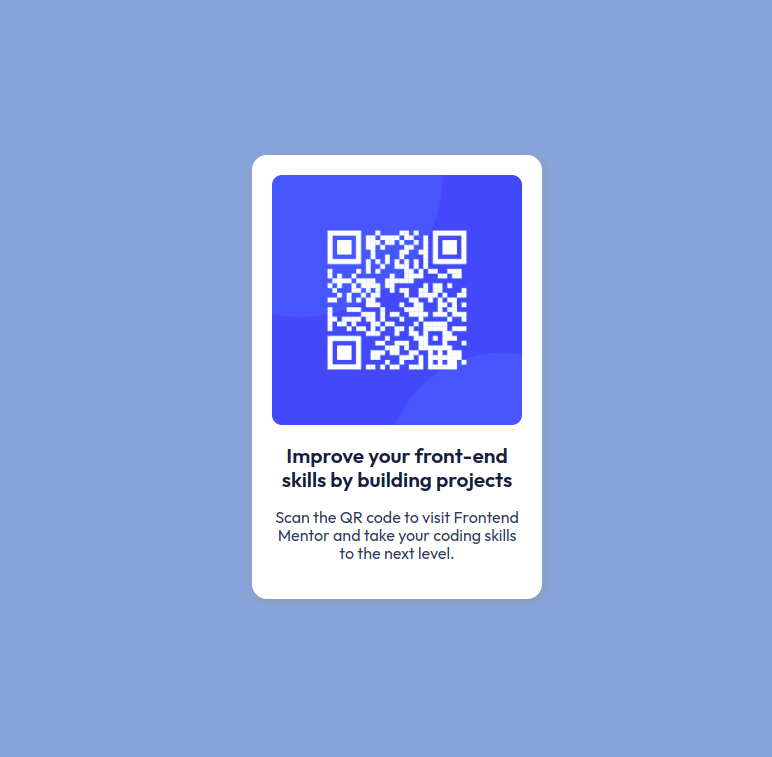 Improve your front-end
skills by building projects
Scan the QR code to visit Frontend
Mentor and take your coding skills
to the next level.